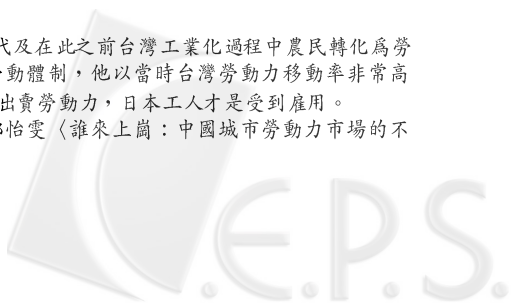 代及在此之前台灣工業化過程中農民轉化為勞
動體制，他以當時台灣勞動力移動率非常高
出賣勞動力，日本工人才是受到雇用。
怡雯〈誰來上崗：中國城市勞動力市場的不
C.E.P.S.